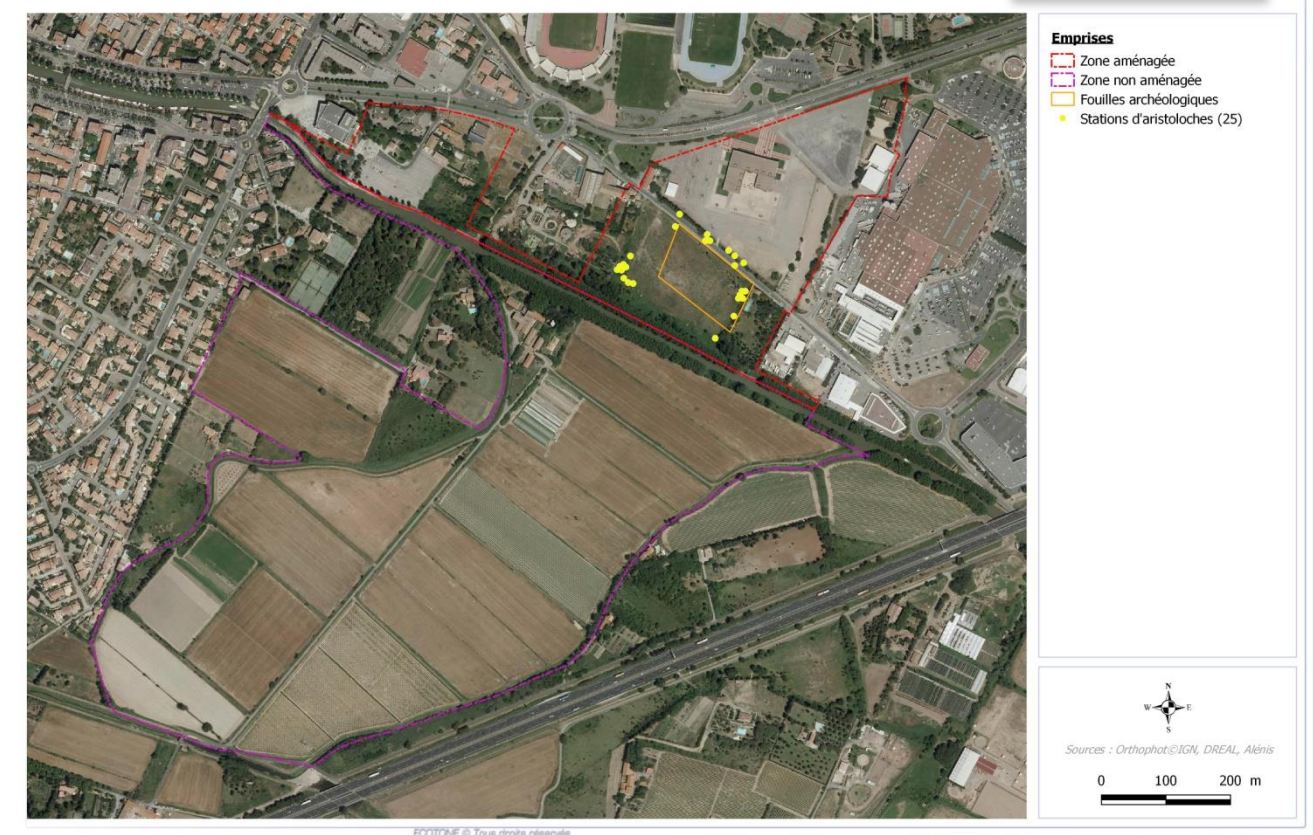 Emprises
Zone aménagée
Zone non aménagée
Fouilles archéologiques
Stations d'aristoloches (25)
N
W E
S
Sources : Orthophot©IGN, DREAL, Alénis
0 100 200 m
ECOTONE © Tous droits réservés